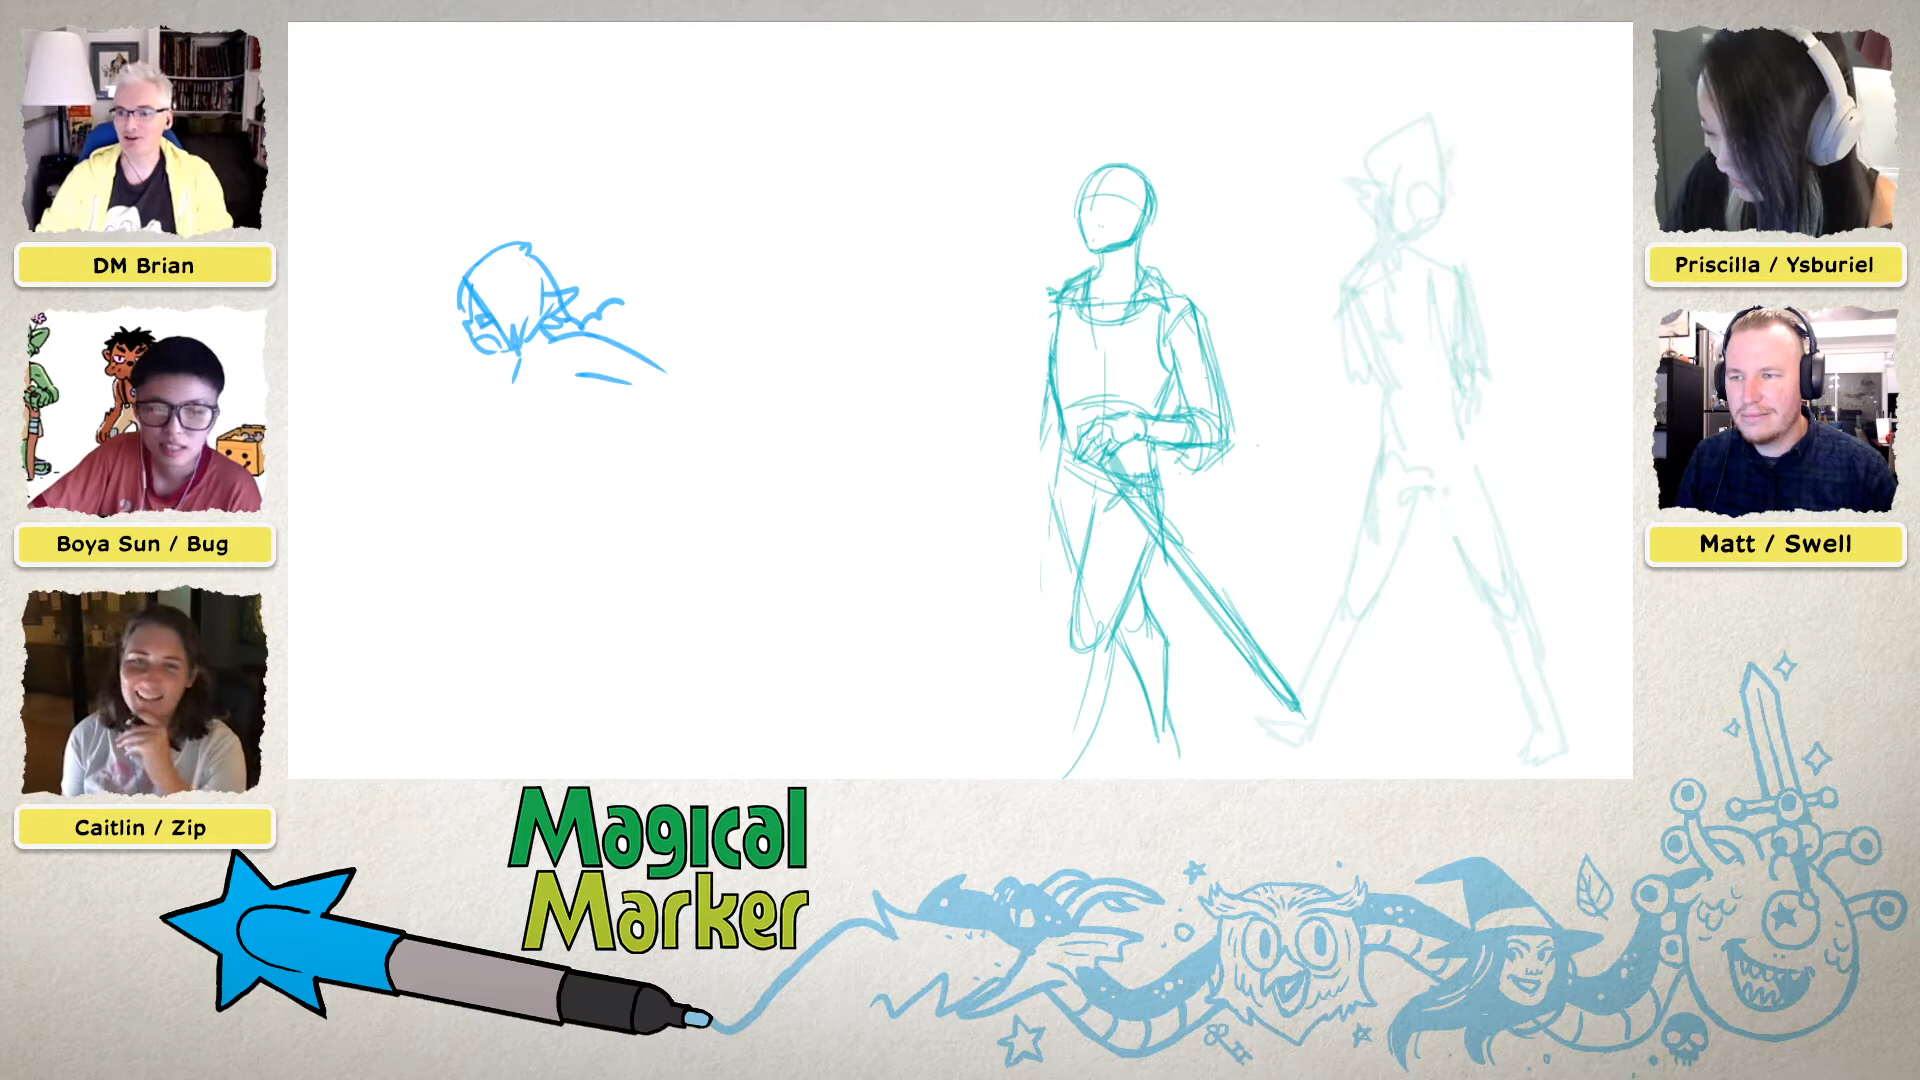 DM Brian
Boya Sun / Bug
Caitlin / Zip
Priscilla / Ysburiel
Matt / Swell
Magical
Marker